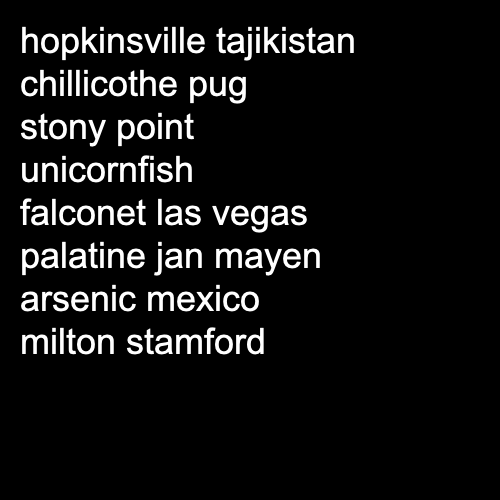 hopkinsville tajikistan
chillicothe pug
stony point
unicornfish
falconet las vegas
palatine jan mayen
arsenic mexico
milton stamford